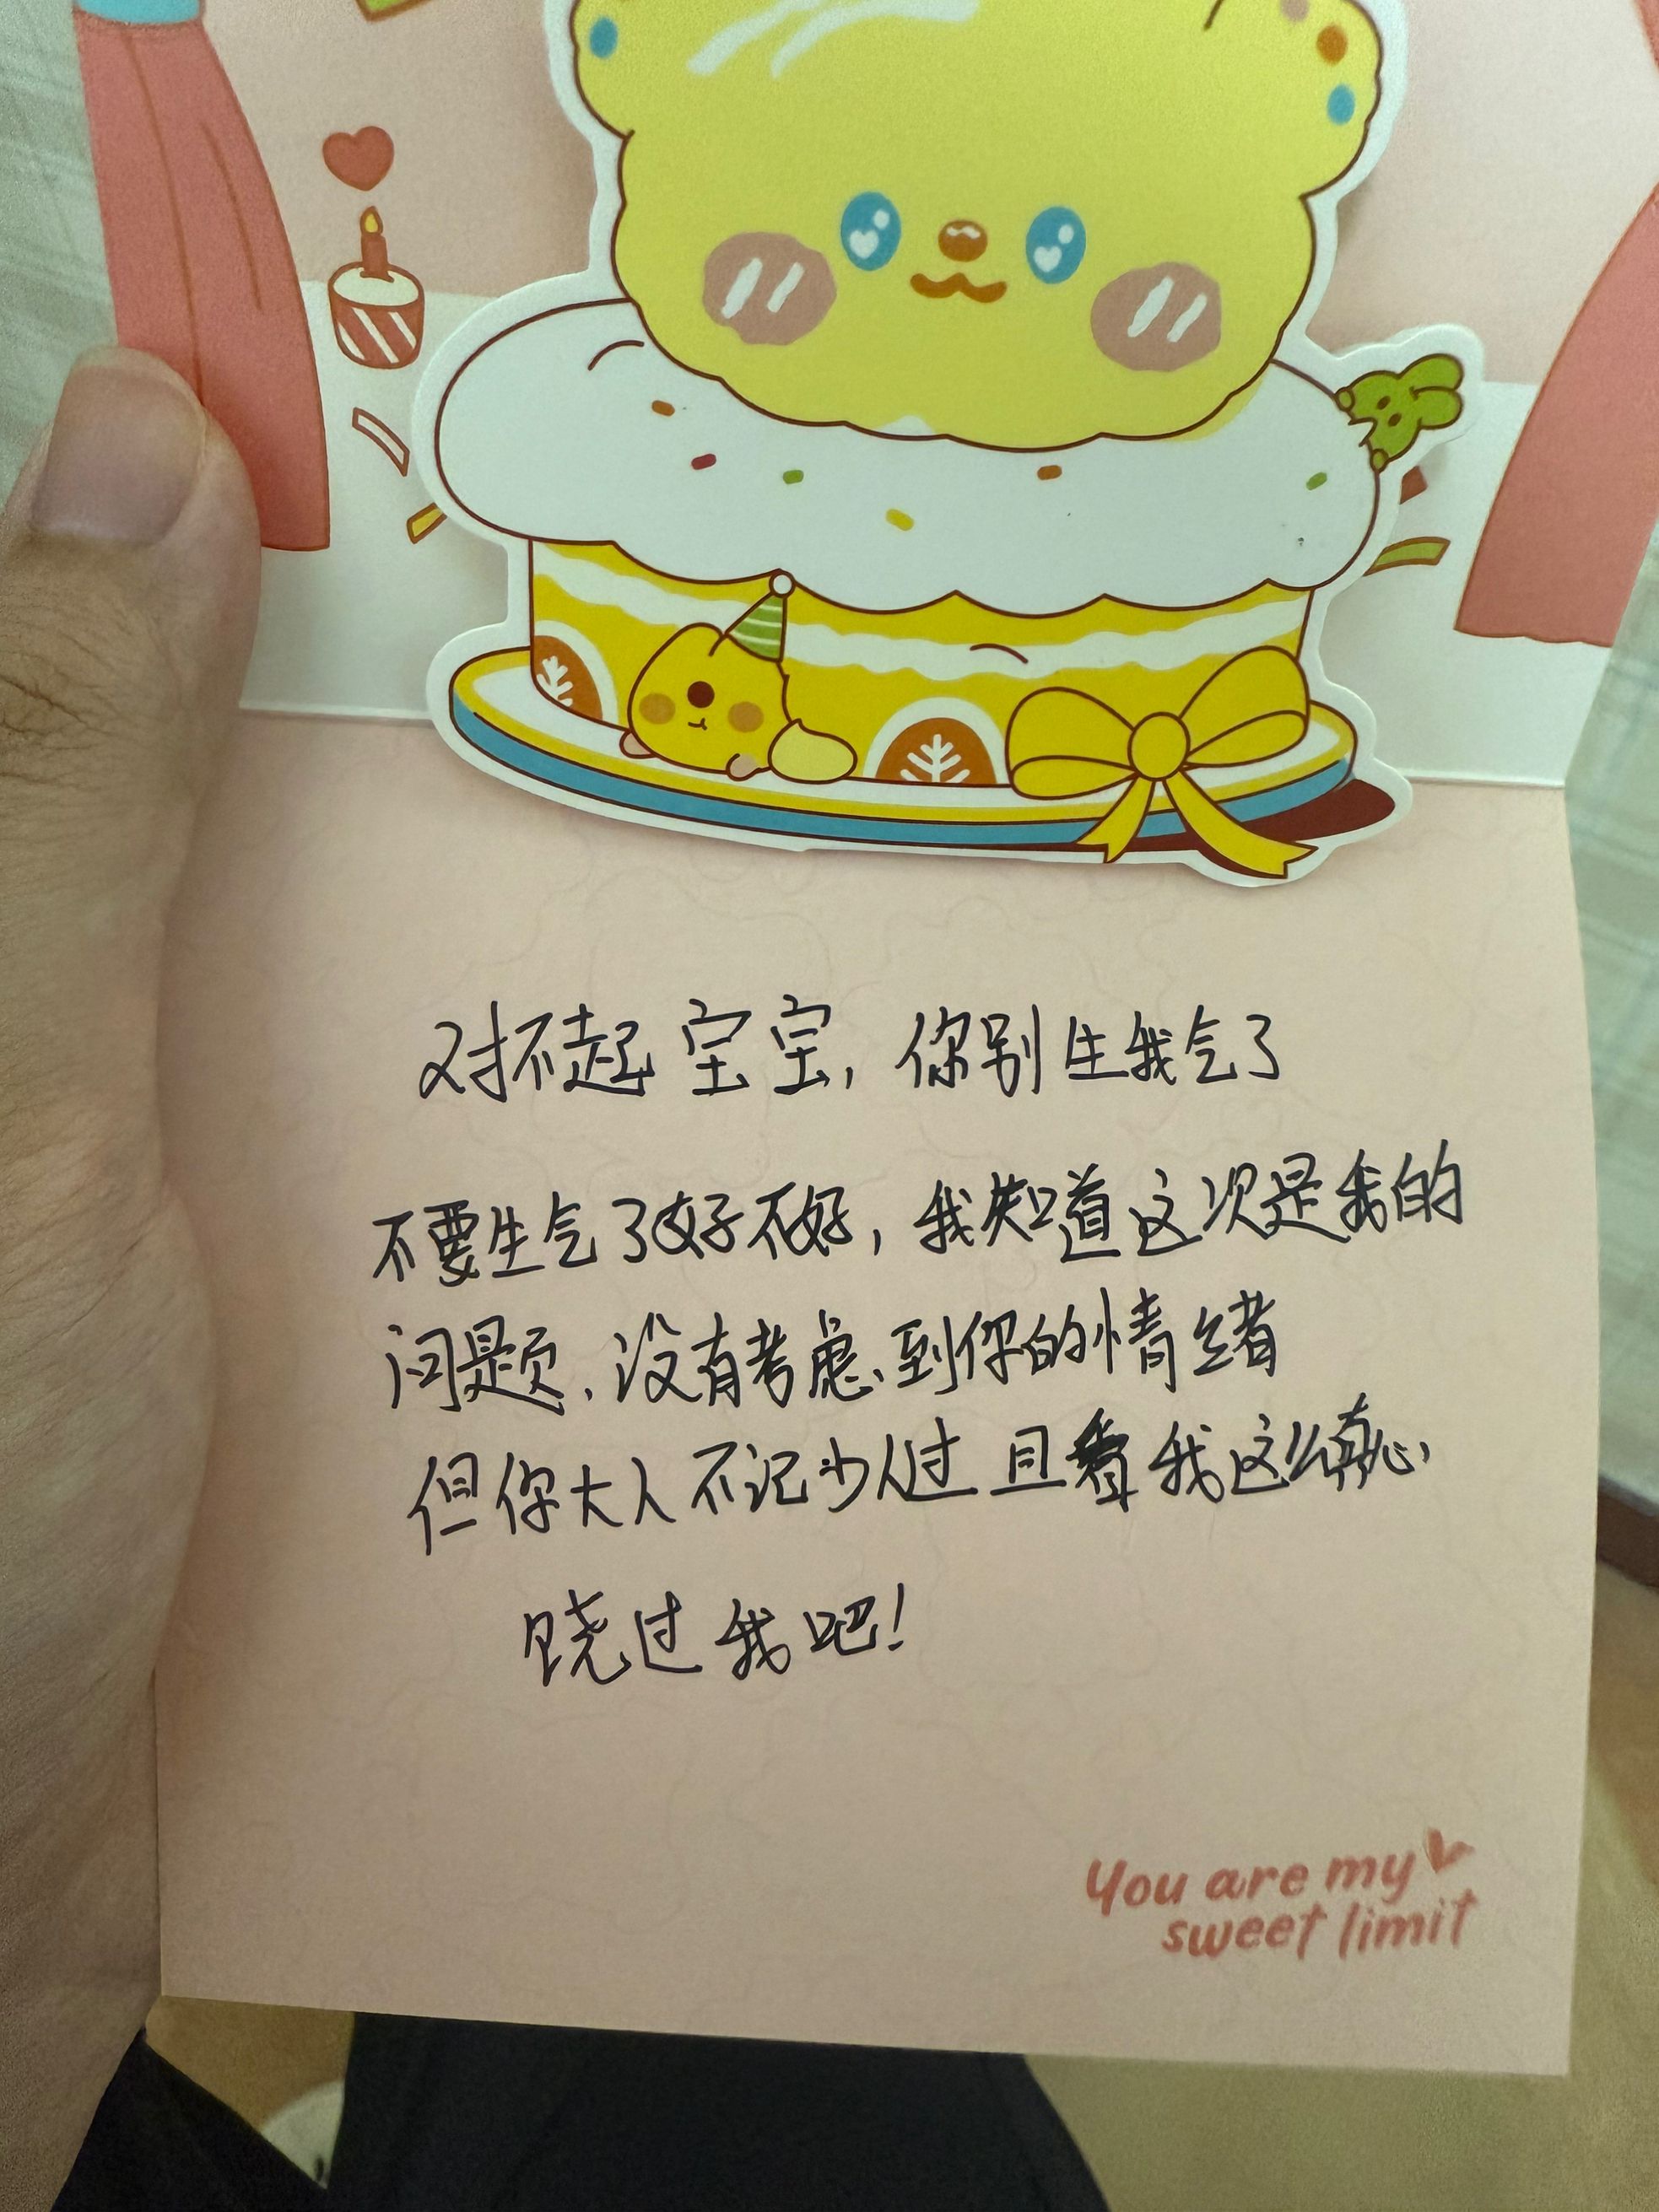 对不起宝宝，你别生我气了
不要生气了好不好，我知道这次是我的
问题，没有考虑到你的情绪
但你大人不记少人过且看我这么真心
饶过我吧！
You are my
sweet limit